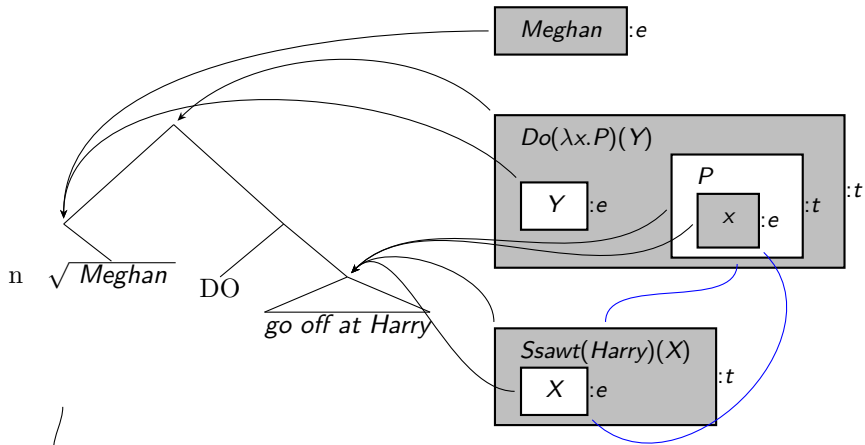 Meghan :e
Do(λx.P)(Y)
P
Y :e
x :e
:t
:t
n √Meghan
DO
go off at Harry
Ssawt(Harry)(X)
X :e
:t